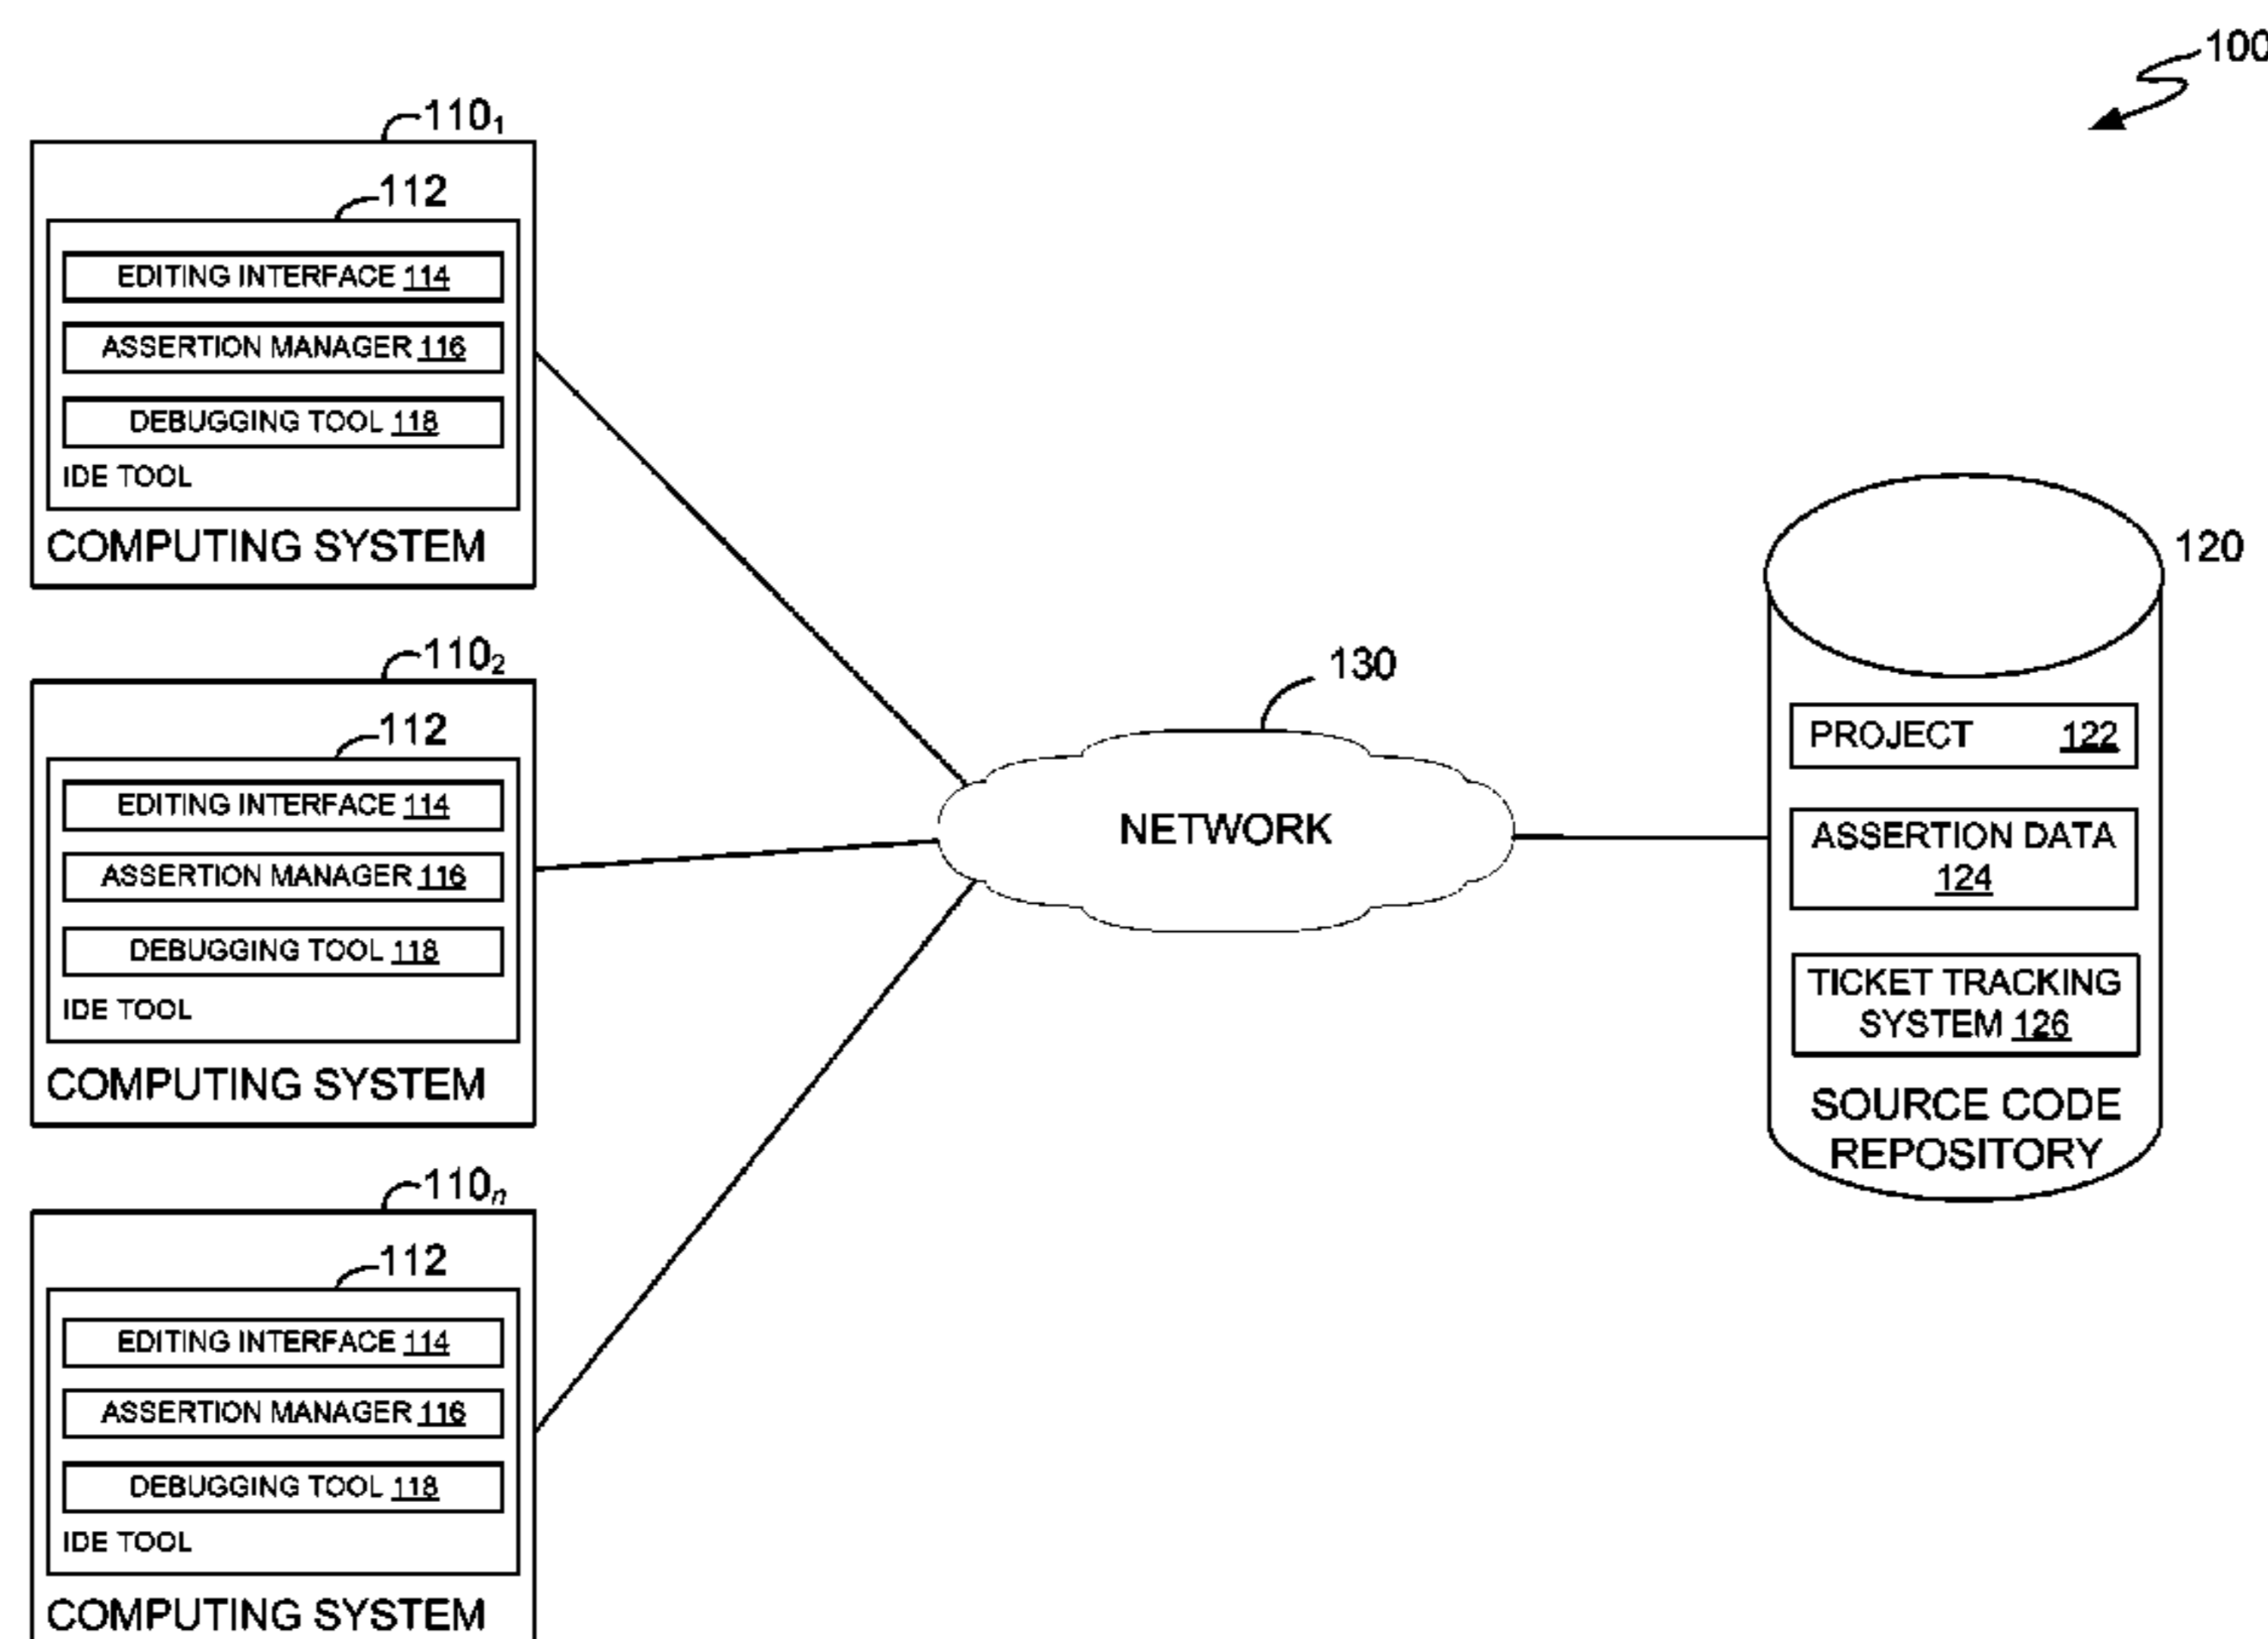 100
110₁
112
EDITING INTERFACE 114
ASSERTION MANAGER 116
DEBUGGING TOOL 118
IDE TOOL
COMPUTING SYSTEM
110₂
112
EDITING INTERFACE 114
ASSERTION MANAGER 116
DEBUGGING TOOL 118
IDE TOOL
COMPUTING SYSTEM
110ₙ
112
EDITING INTERFACE 114
ASSERTION MANAGER 116
DEBUGGING TOOL 118
IDE TOOL
COMPUTING SYSTEM
130
NETWORK
120
PROJECT 122
ASSERTION DATA
124
TICKET TRACKING
SYSTEM 126
SOURCE CODE
REPOSITORY